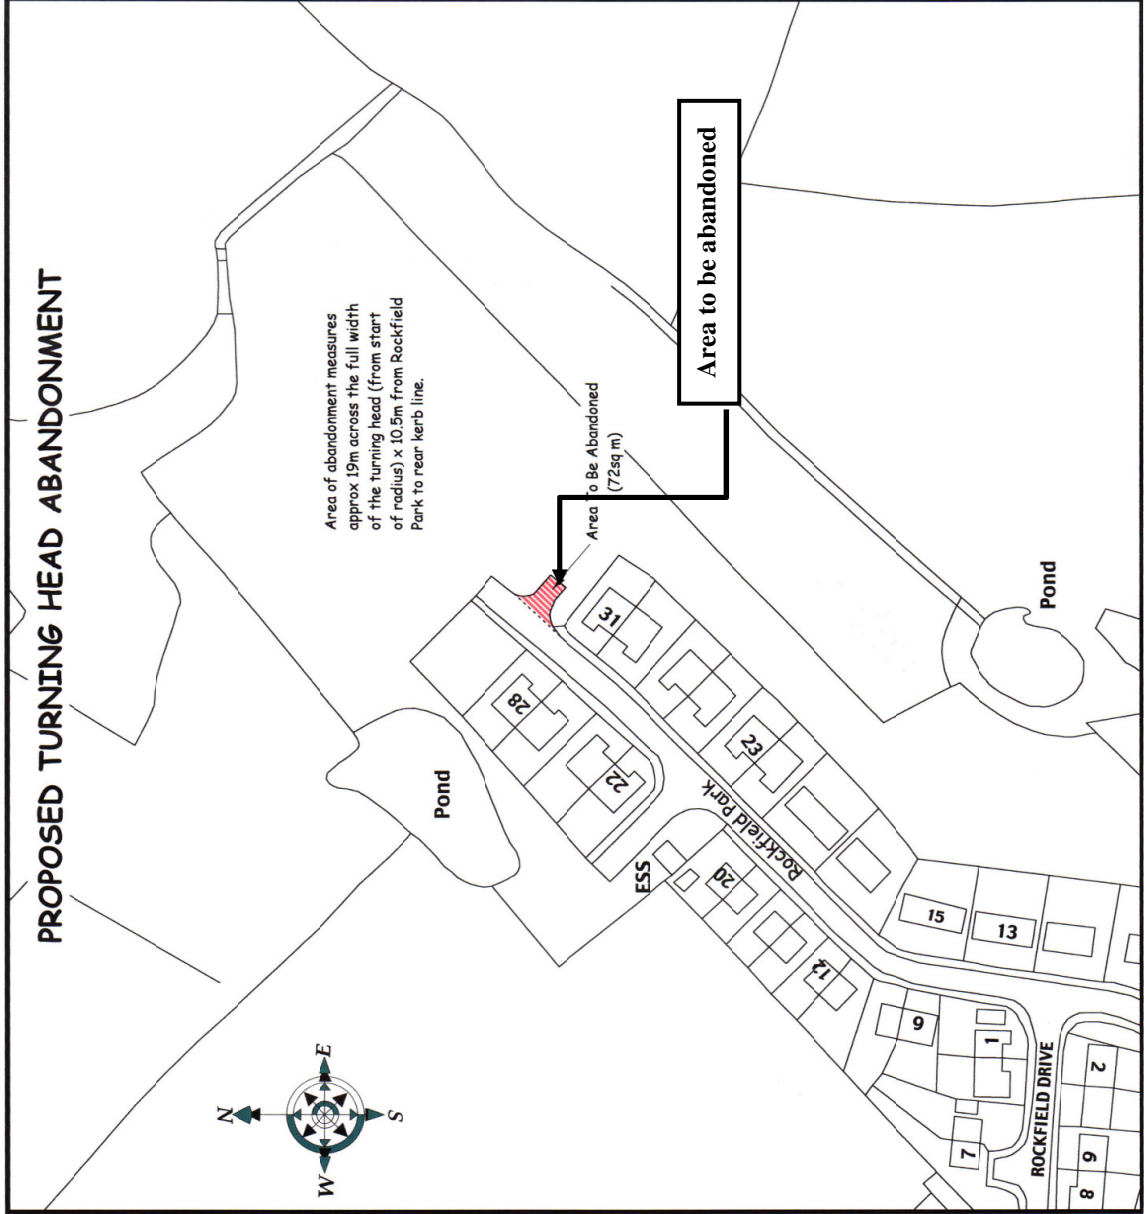 PROPOSED TURNING HEAD ABANDONMENT
Area of abandonment measures
approx 19m across the full width
of the turning head (from start
of radius) x 10.5m from Rockfield
Park to rear kerb line.
Area to be abandoned
Area To Be Abandoned
(72sq m)
Pond
Pond
31
28
23
22
Rockfield Park
ESS
20
12
15
13
9
1
7
ROCKFIELD DRIVE
2
6
8
N
E
S
W